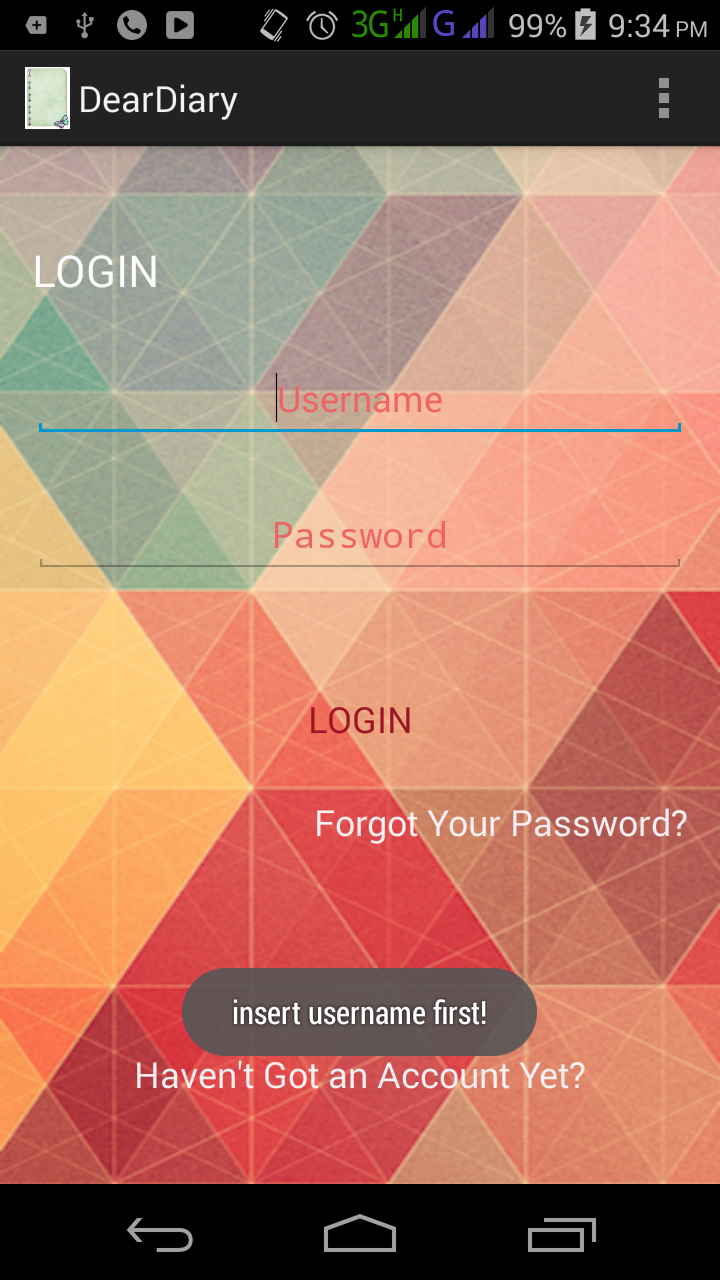 3G H G 99% 9:34 PM
DearDiary
LOGIN
Username
Password
LOGIN
Forgot Your Password?
insert username first!
Haven't Got an Account Yet?